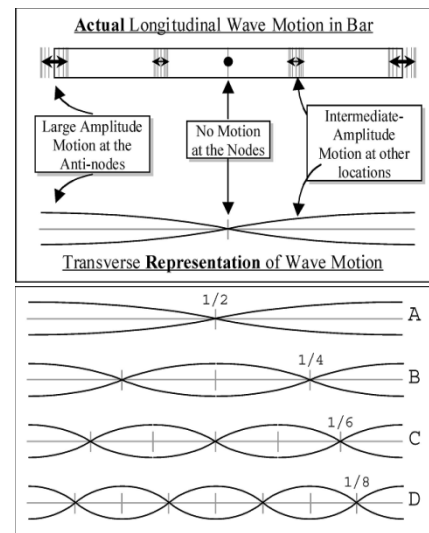 Actual Longitudinal Wave Motion in Bar
Large Amplitude
Motion at the
Anti-nodes
No Motion
at the Nodes
Intermediate-
Amplitude
Motion at other
locations
Transverse Representation of Wave Motion
1/2
A
1/4
B
1/6
C
1/8
D